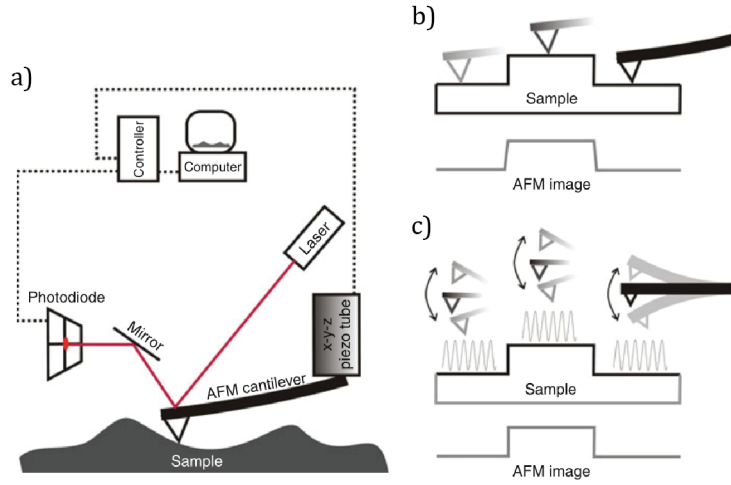 a)
Controller
Computer
Laser
Photodiode
Mirror
x-y-z
piezo tube
AFM cantilever
Sample
b)
Sample
AFM image
c)
Sample
AFM image